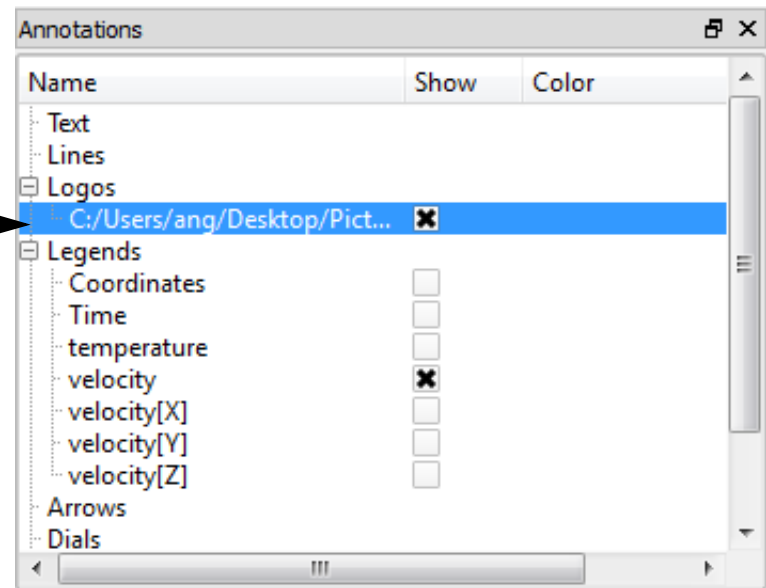 Annotations
Name Show Color
Text
Lines
Logos
C:/Users/ang/Desktop/Pict...
Legends
Coordinates
Time
temperature
velocity
velocity[X]
velocity[Y]
velocity[Z]
Arrows
Dials